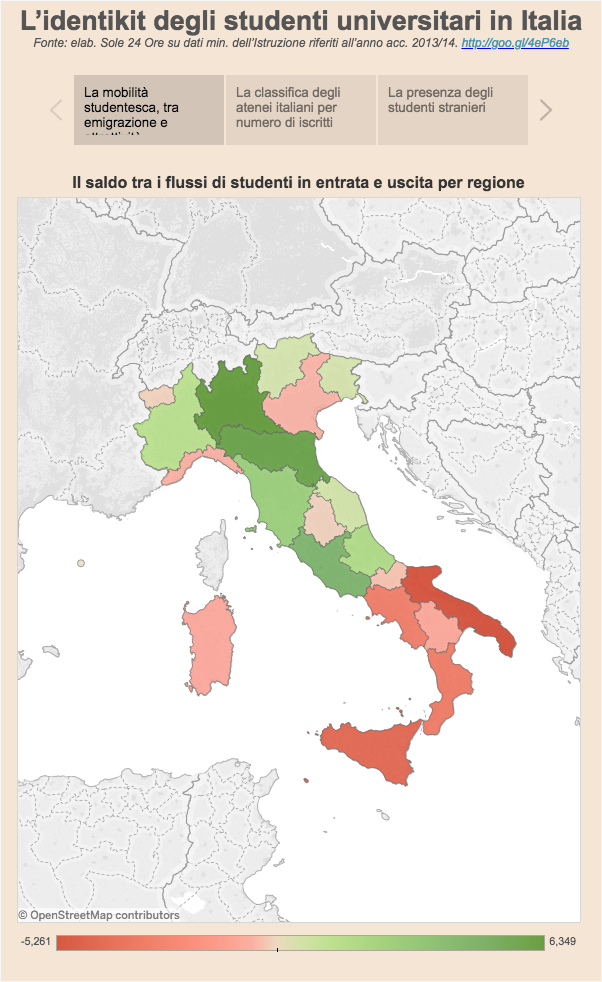 L’identikit degli studenti universitari in Italia
Fonte: elab. Sole 24 Ore su dati min. dell’Istruzione riferiti all’anno acc. 2013/14. http://goo.gl/4eP6eb
La mobilità
studentesca, tra
emigrazione e
La classifica degli
atenei italiani per
numero di iscritti
La presenza degli
studenti stranieri
Il saldo tra i flussi di studenti in entrata e uscita per regione
© OpenStreetMap contributors
-5,261
6,349